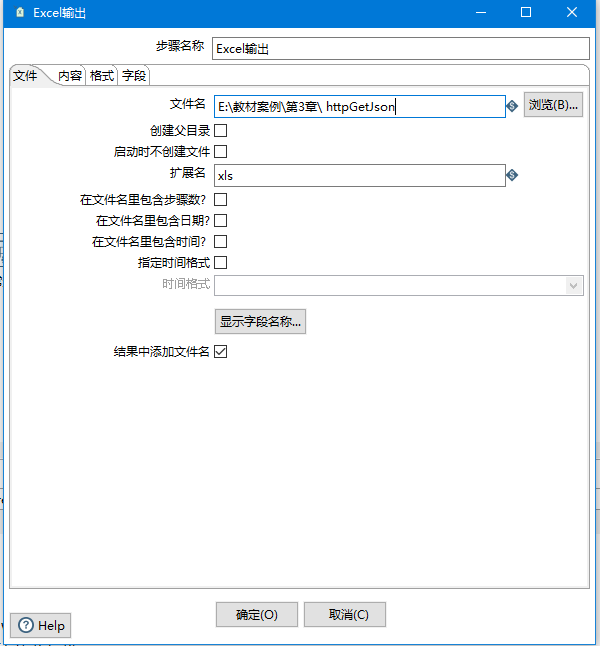 Excel输出
步骤名称 Excel输出
文件 内容 格式 字段
文件名 E:\教材案例\第3章\ httpGetJson 浏览(B)...
创建父目录
启动时不创建文件
扩展名 xls
在文件名里包含步骤数?
在文件名里包含日期?
在文件名里包含时间?
指定时间格式
时间格式
显示字段名称...
结果中添加文件名
确定(O) 取消(C)
Help